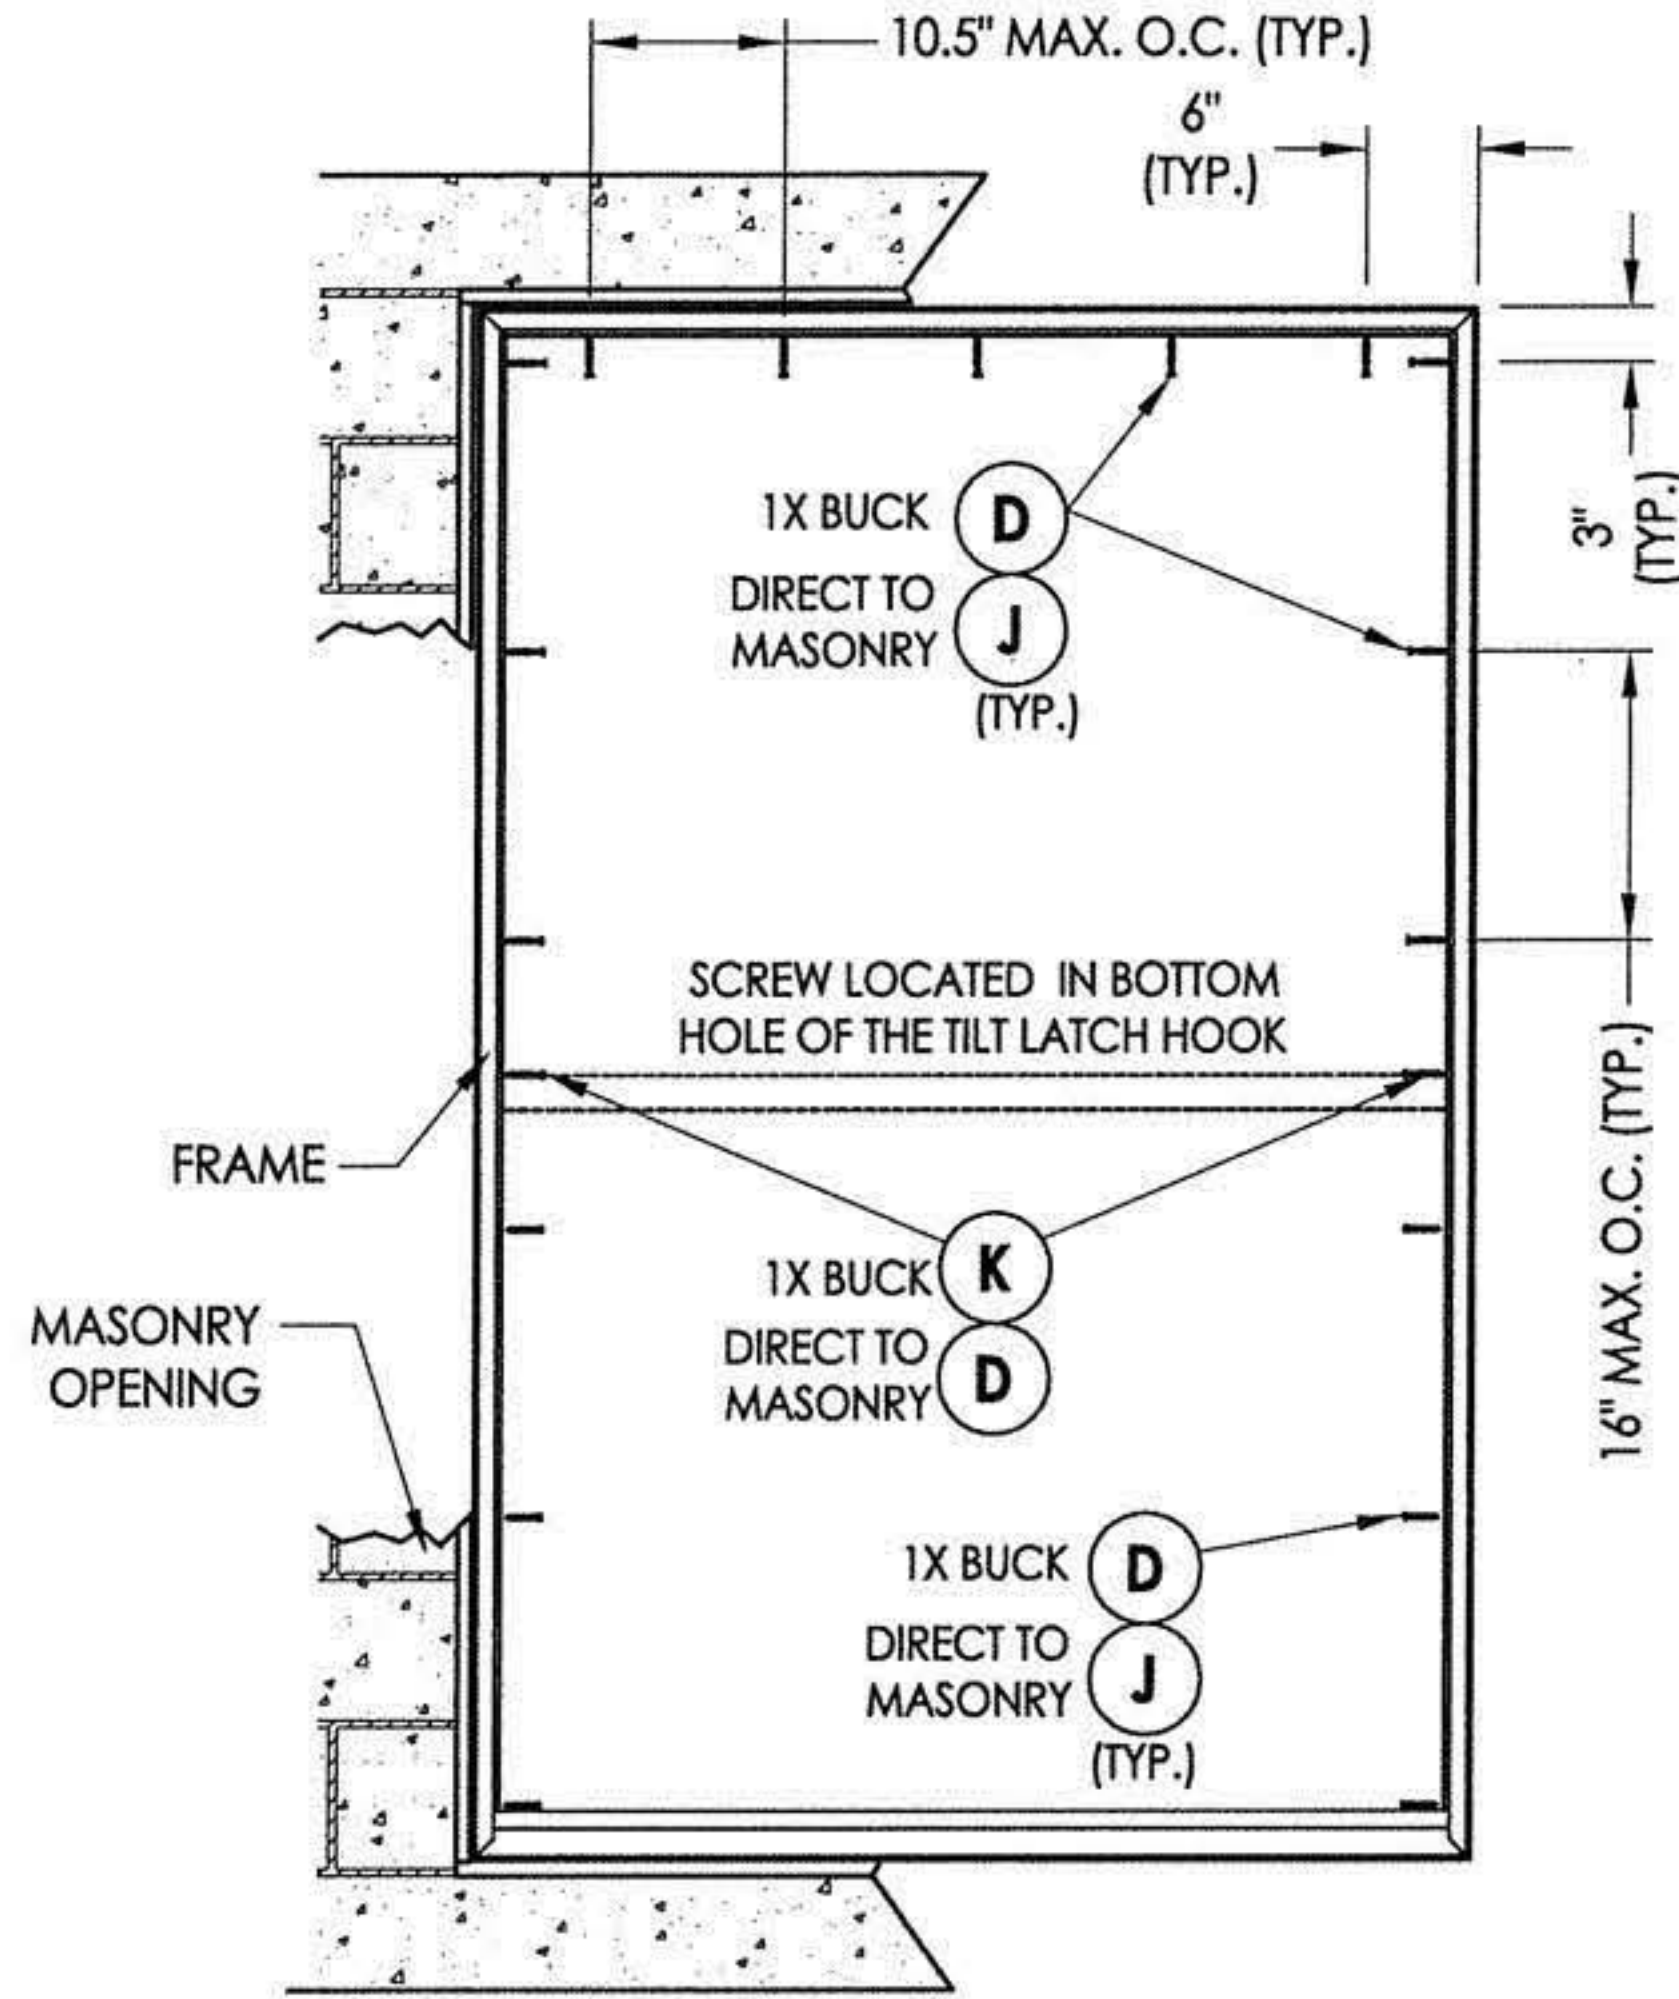 10.5" MAX. O.C. (TYP.)
6"
(TYP.)
3"
(TYP.)
1X BUCK D
DIRECT TO
MASONRY J
(TYP.)
SCREW LOCATED IN BOTTOM
HOLE OF THE TILT LATCH HOOK
16" MAX. O.C. (TYP.)
FRAME
1X BUCK K
DIRECT TO
MASONRY D
MASONRY
OPENING
1X BUCK D
DIRECT TO
MASONRY J
(TYP.)